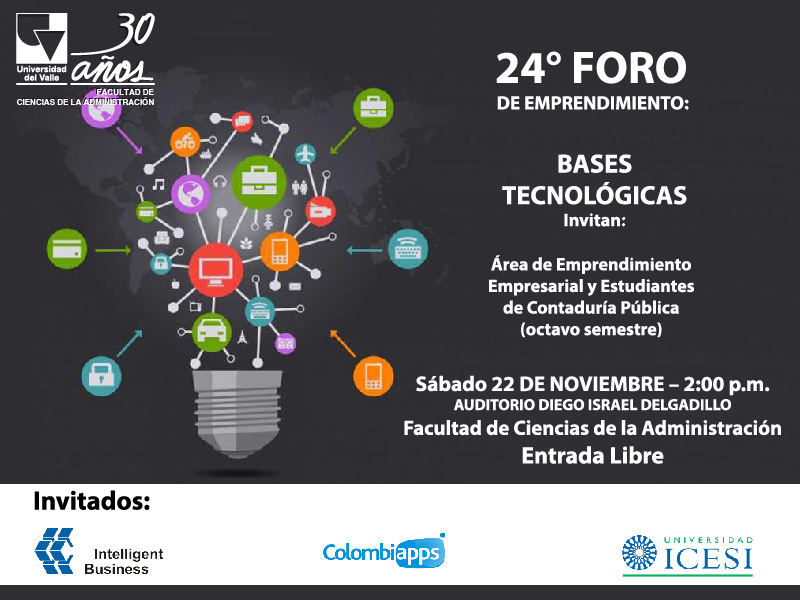 30
años
Universidad
del Valle
FACULTAD DE
CIENCIAS DE LA ADMINISTRACIÓN
24° FORO
DE EMPRENDIMIENTO:
BASES
TECNOLÓGICAS
Invitan:
Área de Emprendimiento
Empresarial y Estudiantes
de Contaduría Pública
(octavo semestre)
Sábado 22 DE NOVIEMBRE – 2:00 p.m.
AUDITORIO DIEGO ISRAEL DELGADILLO
Facultad de Ciencias de la Administración
Entrada Libre
Invitados:
Intelligent
Business
Colombiapps
UNIVERSIDAD
ICESI